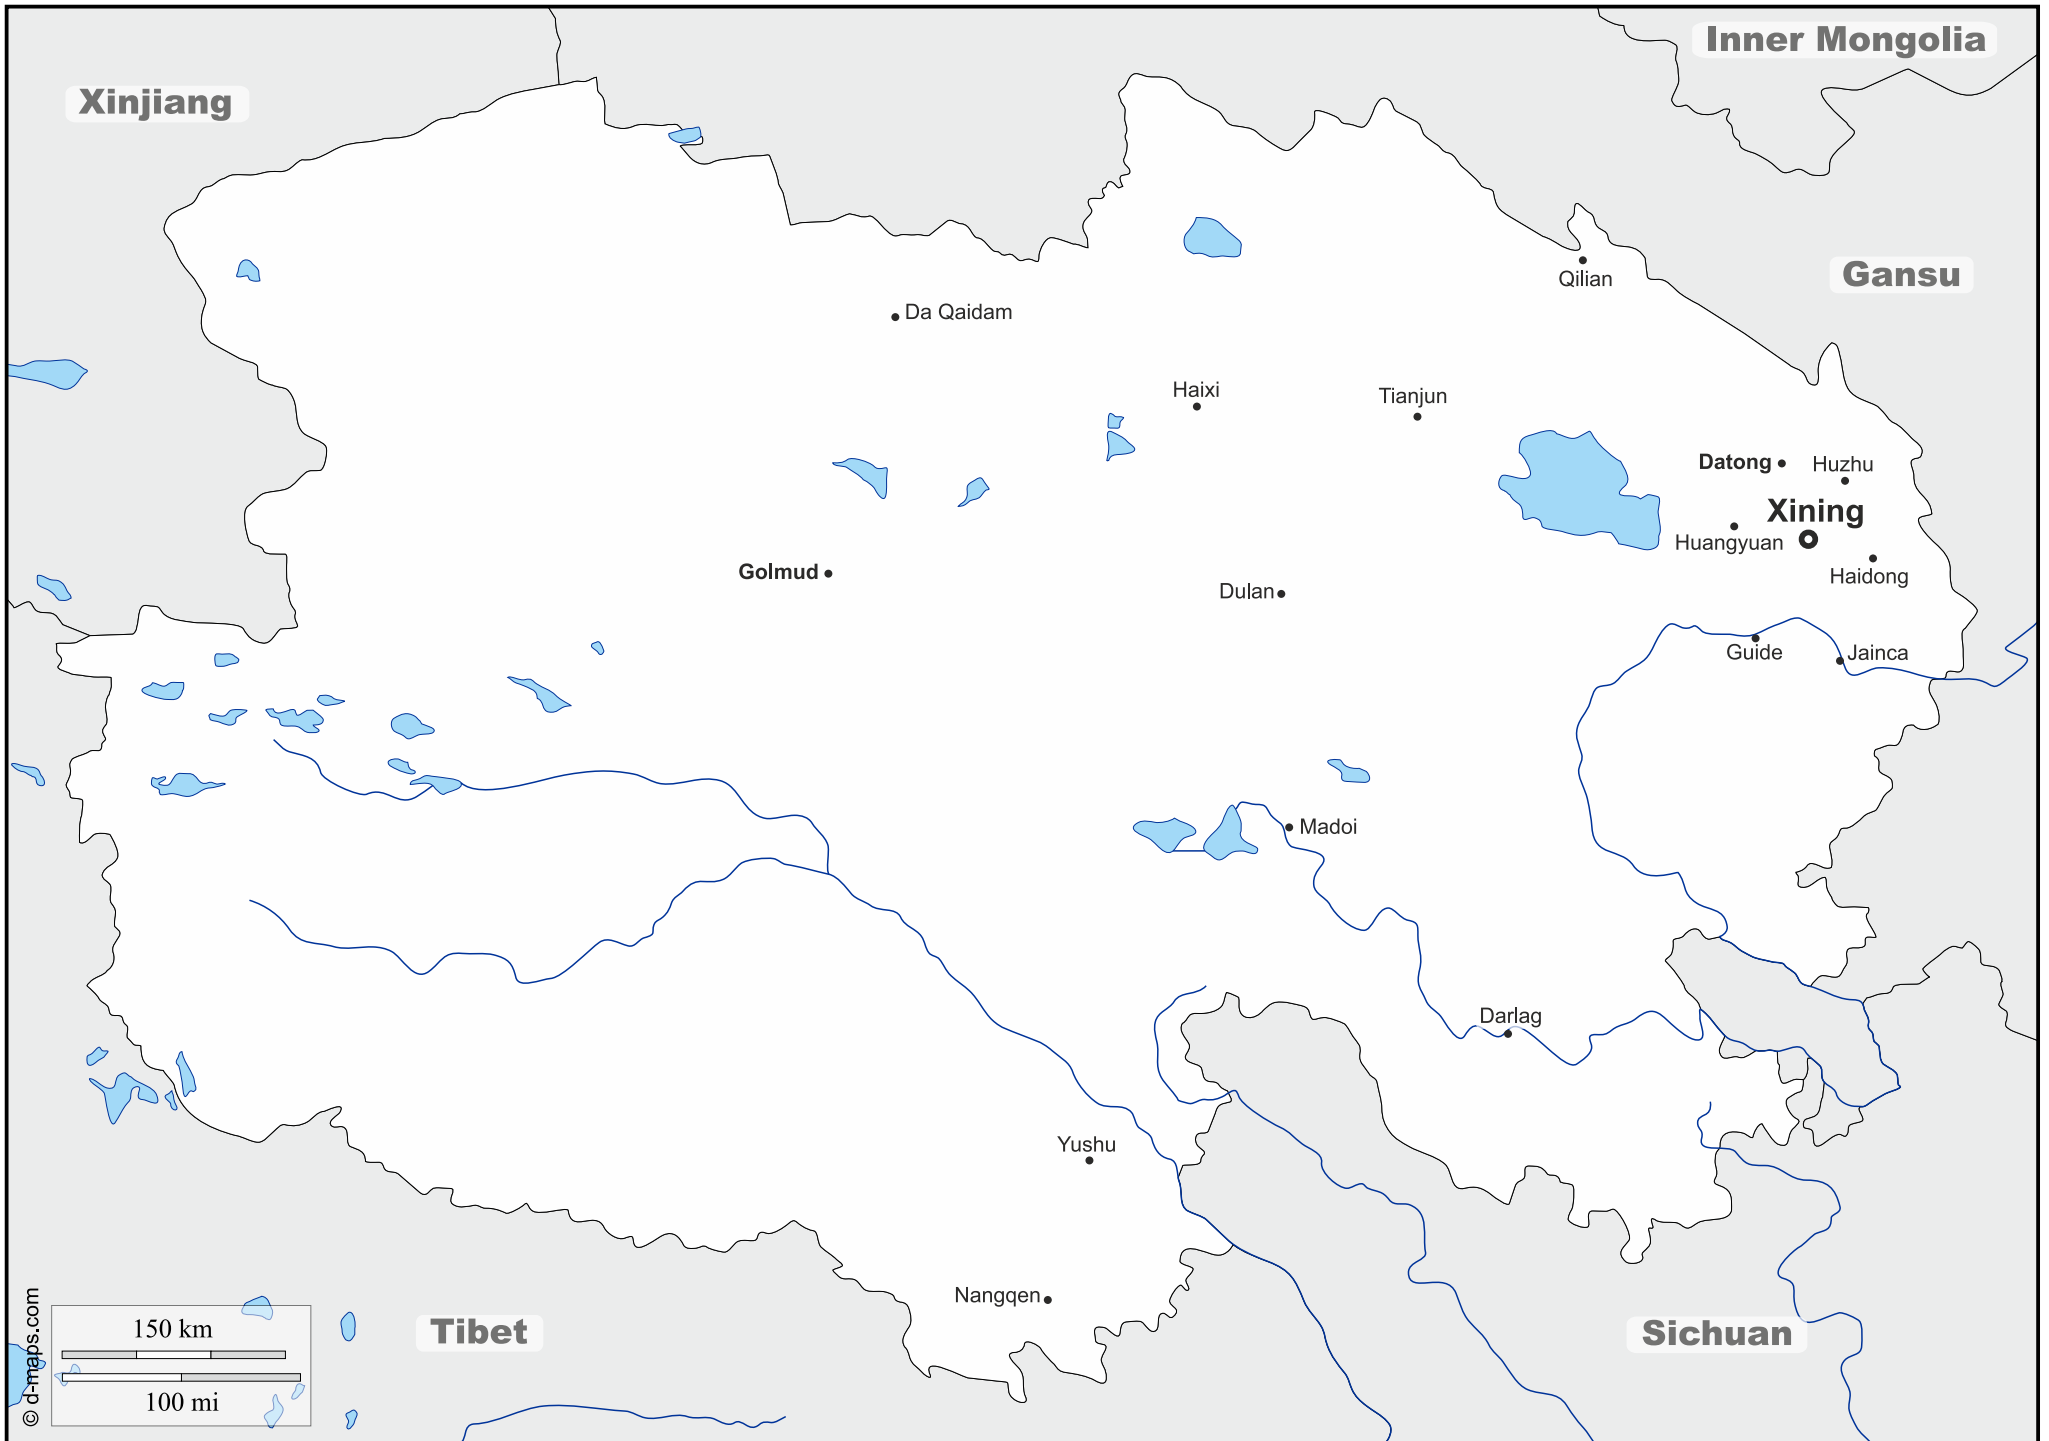 Inner Mongolia
Xinjiang
Gansu
Qilian
Da Qaidam
Haixi
Tianjun
Datong
Huzhu
Xining
Huangyuan
Haidong
Golmud
Dulan
Guide
Jainca
Madoi
Darlag
Yushu
Nangqen
Tibet
Sichuan
150 km
100 mi
© d-maps.com